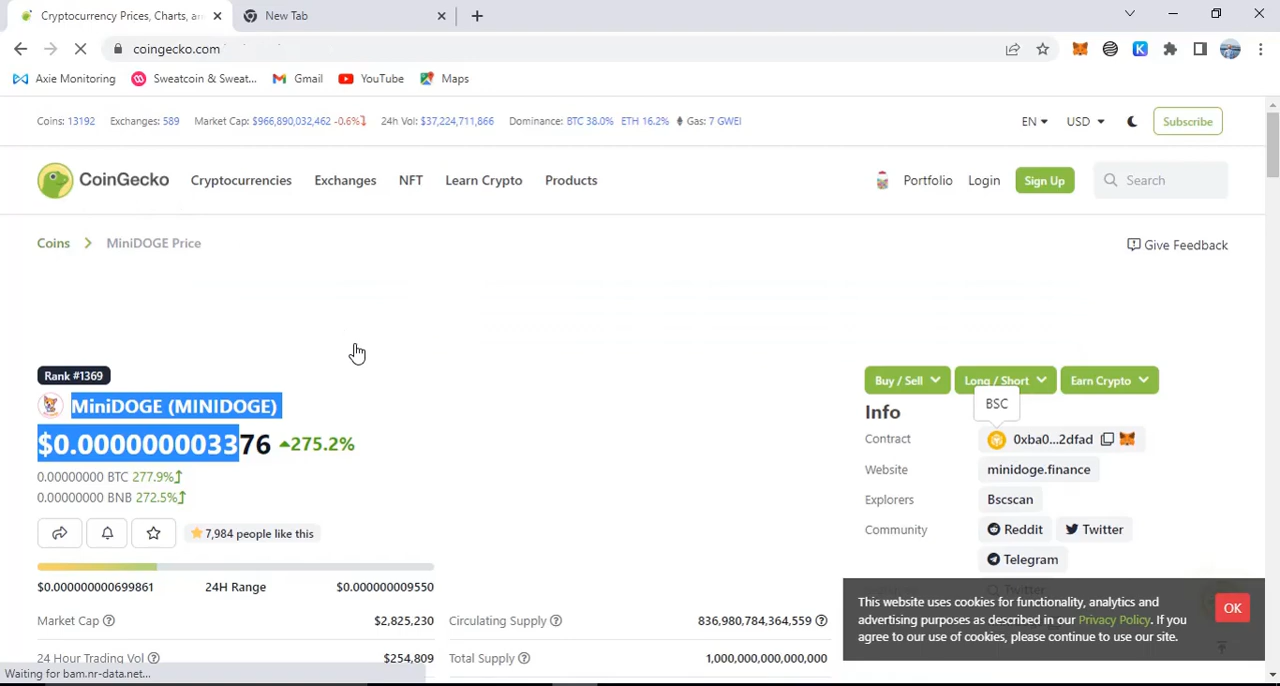 Cryptocurrency Prices, Charts, a
New Tab
coingecko.com
Axie Monitoring
Sweatcoin & Sweat...
Gmail
YouTube
Maps
Coins: 13192 Exchanges: 589 Market Cap: $966,890,032,462 -0.6% 24h Vol: $37,224,711,866 Dominance: BTC 38.0% ETH 16.2% Gas: 7 GWEI
EN USD Subscribe
CoinGecko Cryptocurrencies Exchanges NFT Learn Crypto Products
Portfolio Login Sign Up Search
Coins > MiniDOGE Price
Give Feedback
Rank #1369
MiniDOGE (MINIDOGE)
$0.000000003376 275.2%
0.00000000 BTC 277.9%
0.00000000 BNB 272.5%
7,984 people like this
$0.000000000699861 24H Range $0.000000009550
Market Cap $2,825,230
24 Hour Trading Vol $254,809
Circulating Supply 836,980,784,364,559
Total Supply 1,000,000,000,000,000
Buy / Sell Long / Short Earn Crypto
BSC
Info
Contract 0xba0...2dfad
Website minidoge.finance
Explorers Bscscan
Community Reddit Twitter
Telegram
Twitter
This website uses cookies for functionality, analytics and
advertising purposes as described in our Privacy Policy. If you
agree to our use of cookies, please continue to use our site.
OK
Waiting for bam.nr-data.net...